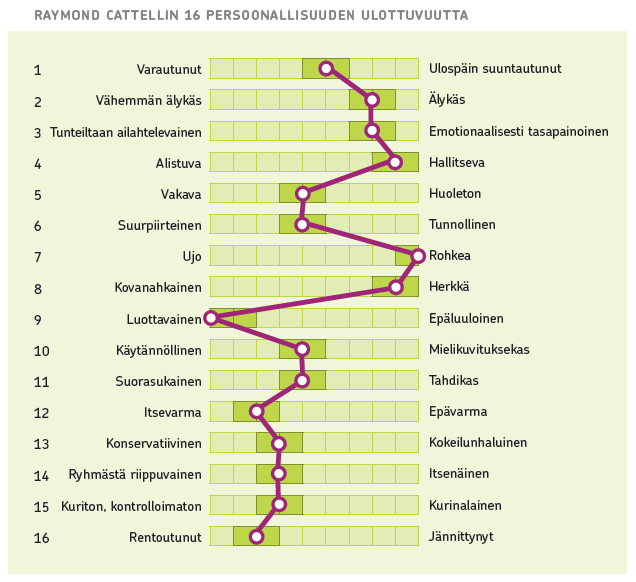 RAYMOND CATTELLIN 16 PERSOONALLISUUDEN ULOTTUVUUTTA
1 Varautunut Ulospäin suuntautunut
2 Vähemmän älykäs Älykäs
3 Tunteiltaan ailahtelevainen Emotionaalisesti tasapainoinen
4 Alistuva Hallitseva
5 Vakava Huoleton
6 Suurpiirteinen Tunnollinen
7 Ujo Rohkea
8 Kovanahkainen Herkkä
9 Luottavainen Epäluuloinen
10 Käytännöllinen Mielikuvituksekas
11 Suorasukainen Tahdikas
12 Itsevarma Epävarma
13 Konservatiivinen Kokeilunhaluinen
14 Ryhmästä riippuvainen Itsenäinen
15 Kuriton, kontrolloimaton Kurinalainen
16 Rentoutunut Jännittynyt